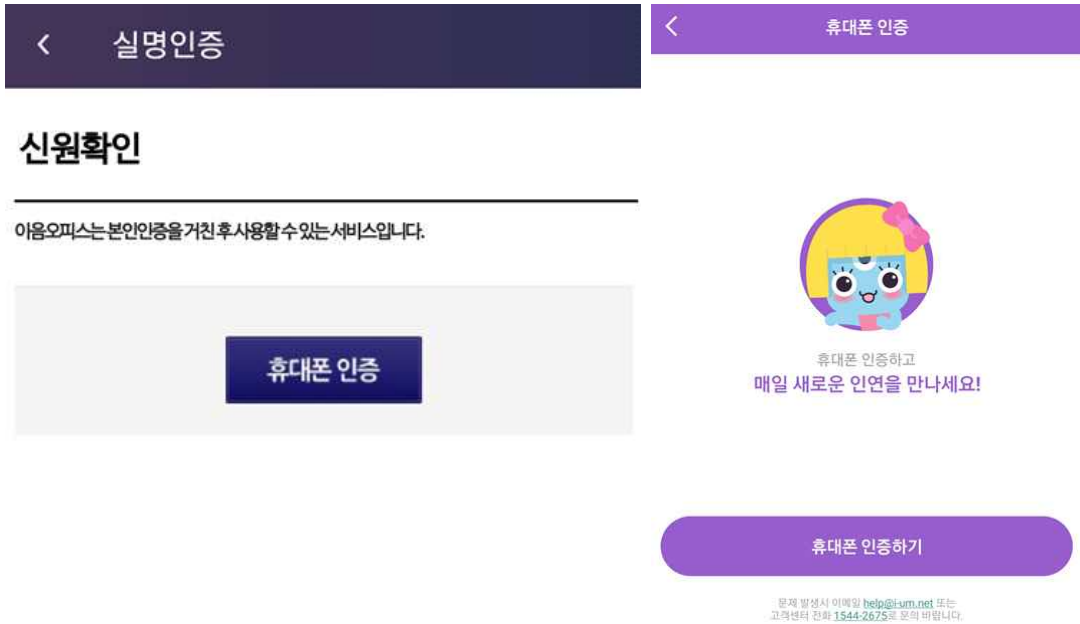 실명인증
신원확인
이음오피스는 본인인증을 거친 후 사용할 수 있는 서비스입니다.
휴대폰 인증
휴대폰 인증
휴대폰 인증하고
매일 새로운 인연을 만나세요!
휴대폰 인증하기
문제 발생시 이메일 help@i-um.net 또는
고객센터 전화 1544-2675로 문의 바랍니다.